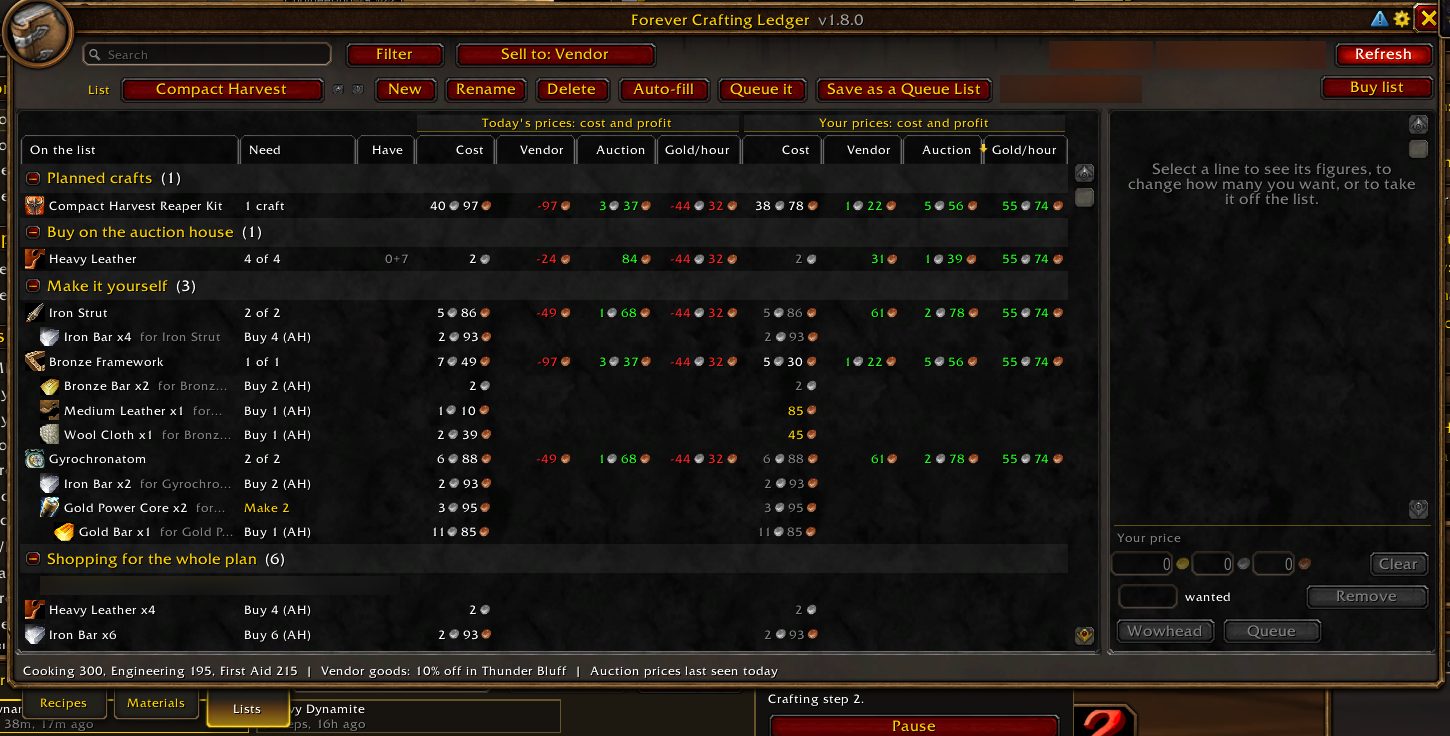 Forever Crafting Ledger v1.8.0
Search Filter Sell to: Vendor Refresh
List Compact Harvest New Rename Delete Auto-fill Queue it Save as a Queue List Buy list
Today's prices: cost and profit Your prices: cost and profit
On the list Need Have Cost Vendor Auction Gold/hour Cost Vendor Auction Gold/hour
Planned crafts (1)
Compact Harvest Reaper Kit 1 craft 40 97 -97 3 37 -44 32 38 78 1 22 5 56 55 74
Buy on the auction house (1)
Heavy Leather 4 of 4 0+7 2 -24 84 -44 32 2 31 1 39 55 74
Make it yourself (3)
Iron Strut 2 of 2 5 86 -49 1 68 -44 32 5 86 61 2 78 55 74
Iron Bar x4 for Iron Strut Buy 4 (AH) 2 93 2 93
Bronze Framework 1 of 1 7 49 -97 3 37 -44 32 5 30 1 22 5 56 55 74
Bronze Bar x2 for Bronz... Buy 2 (AH) 2 2
Medium Leather x1 for... Buy 1 (AH) 1 10 85
Wool Cloth x1 for Bronz... Buy 1 (AH) 2 39 45
Gyrochronatom 2 of 2 6 88 -49 1 68 -44 32 6 88 61 2 78 55 74
Iron Bar x2 for Gyrochro... Buy 2 (AH) 2 93 2 93
Gold Power Core x2 for... Make 2 3 95 3 95
Gold Bar x1 for Gold P... Buy 1 (AH) 11 85 11 85
Shopping for the whole plan (6)
Heavy Leather x4 Buy 4 (AH) 2 2
Iron Bar x6 Buy 6 (AH) 2 93 2 93
Select a line to see its figures, to
change how many you want, or to take
it off the list.
Your price
0 0 0 Clear
wanted Remove
Wowhead Queue
Cooking 300, Engineering 195, First Aid 215 | Vendor goods: 10% off in Thunder Bluff | Auction prices last seen today
Recipes Materials Lists
vy Dynamite
38m, 17m ago
eps, 16h ago
Crafting step 2.
Pause